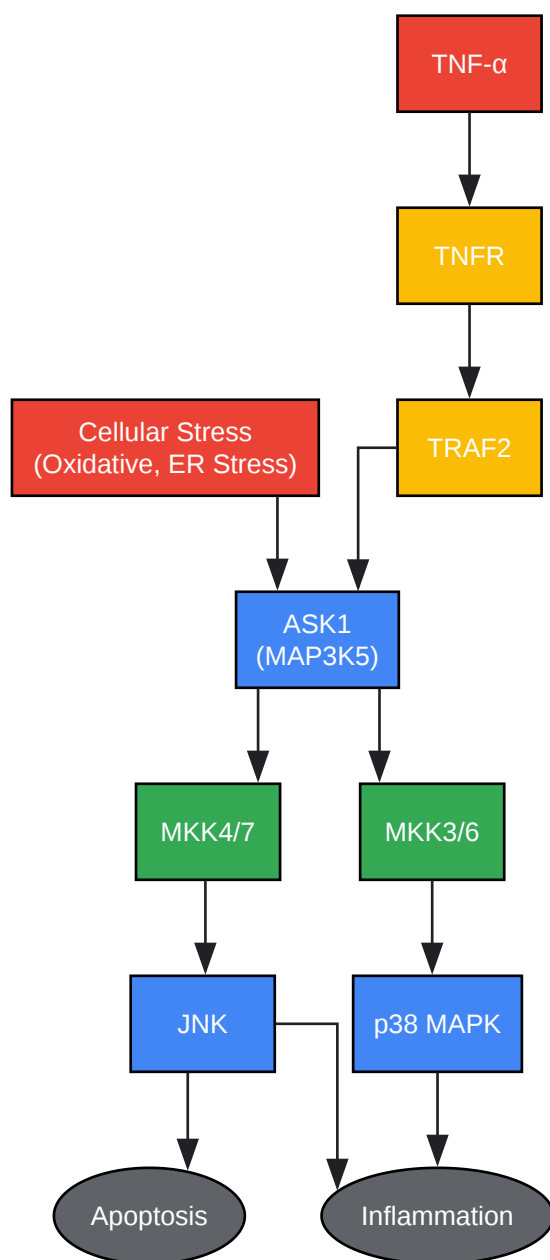 TNF-α
TNFR
Cellular Stress
(Oxidative, ER Stress)
TRAF2
ASK1
(MAP3K5)
MKK4/7
MKK3/6
JNK
p38 MAPK
Apoptosis
Inflammation